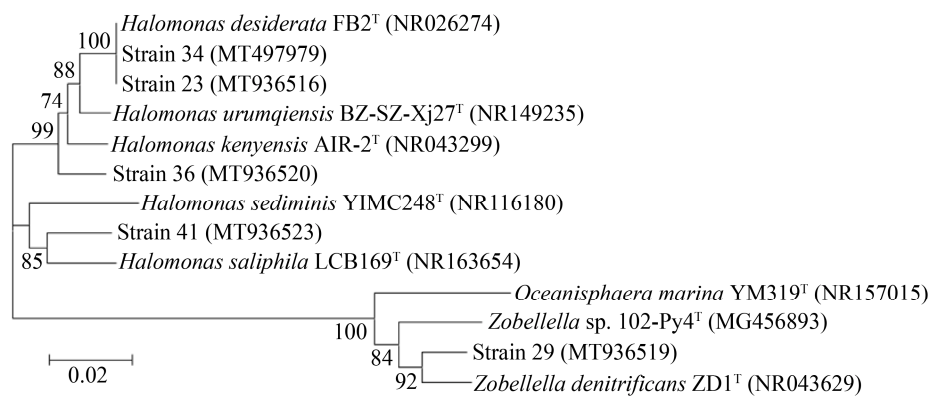 Halomonas desiderata FB2ᵀ (NR026274)
100
Strain 34 (MT497979)
88
Strain 23 (MT936516)
74
Halomonas urumqiensis BZ-SZ-Xj27ᵀ (NR149235)
99
Halomonas kenyensis AIR-2ᵀ (NR043299)
Strain 36 (MT936520)
Halomonas sediminis YIMC248ᵀ (NR116180)
Strain 41 (MT936523)
85
Halomonas saliphila LCB169ᵀ (NR163654)
Oceanisphaera marina YM319ᵀ (NR157015)
100
Zobellella sp. 102-Py4ᵀ (MG456893)
84
Strain 29 (MT936519)
92
Zobellella denitrificans ZD1ᵀ (NR043629)
0.02